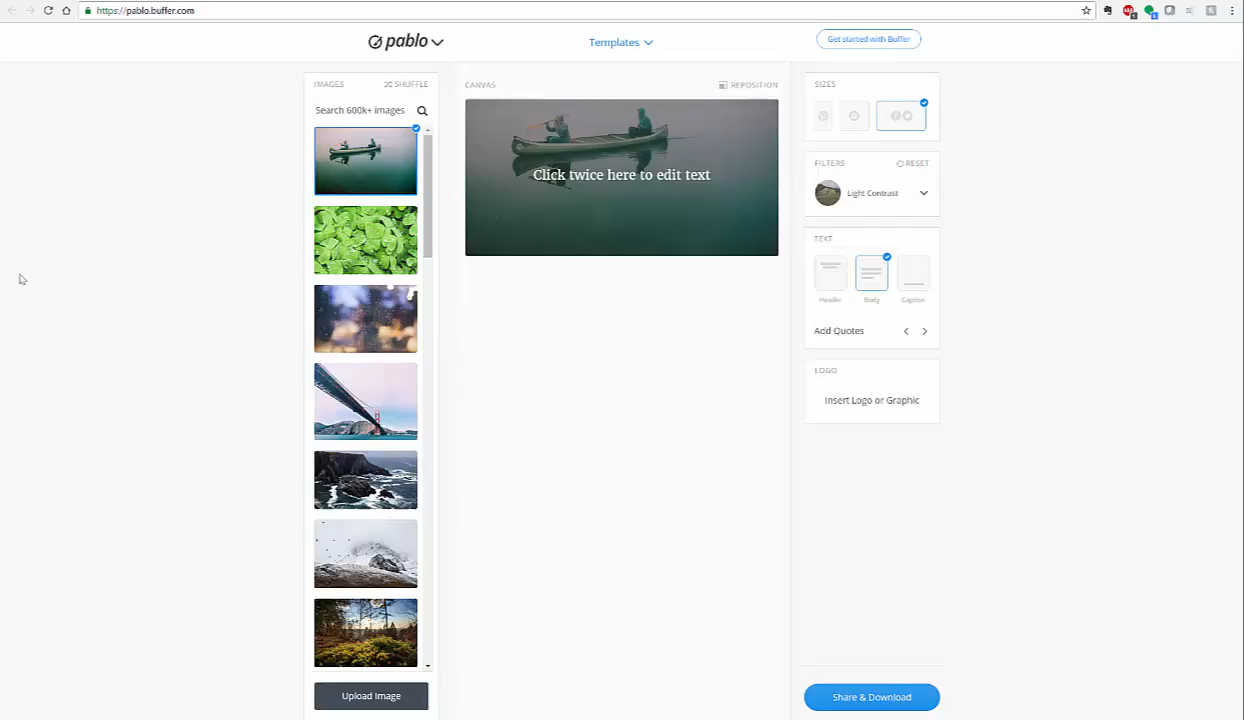 https://pablo.buffer.com
pablo
Templates
Get started with Buffer
IMAGES
SHUFFLE
Search 600k+ images
Upload Image
CANVAS
REPOSITION
Click twice here to edit text
SIZES
FILTERS
RESET
Light Contrast
TEXT
Header
Body
Caption
Add Quotes
LOGO
Insert Logo or Graphic
Share & Download